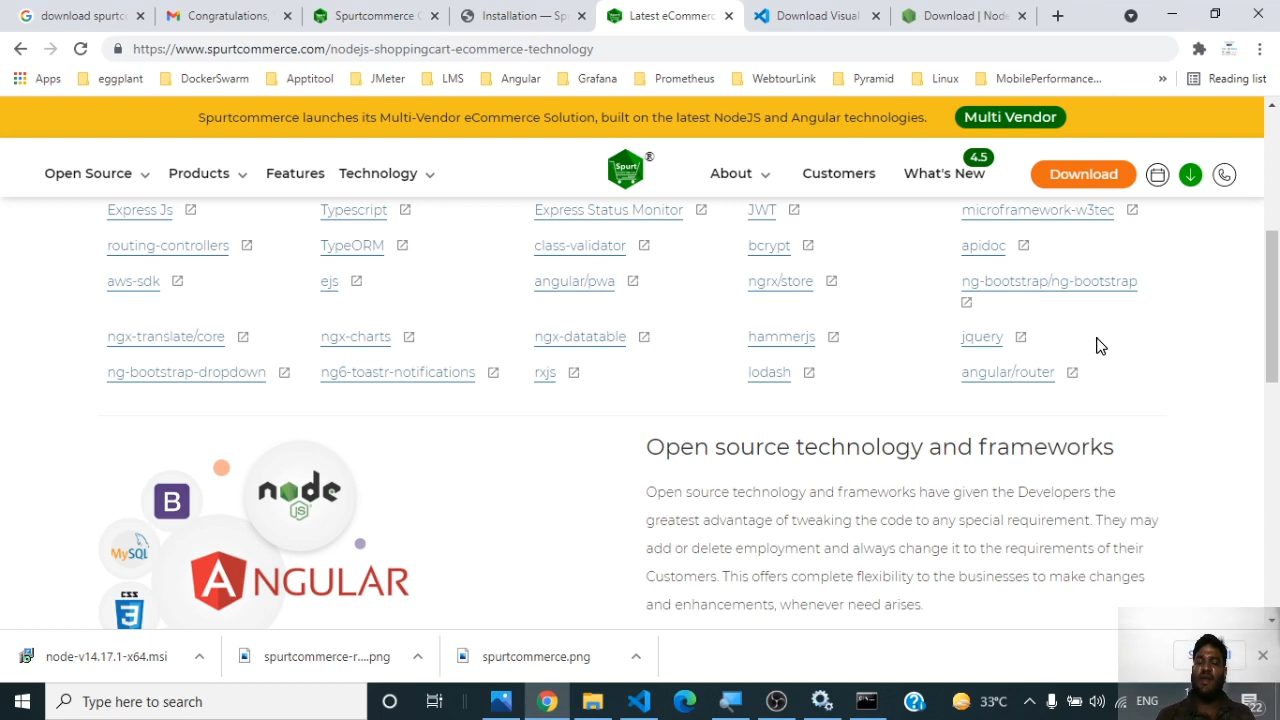 download spurtc
Congratulations,
Spurtcommerce
Installation — Sp
Latest eCommerc
Download Visual
Download | Node
https://www.spurtcommerce.com/nodejs-shoppingcart-ecommerce-technology
Apps eggplant DockerSwarm Apptitool JMeter LMS Angular Grafana Prometheus WebtourLink Pyramid Linux MobilePerformance... » Reading list
Spurtcommerce launches its Multi-Vendor eCommerce Solution, built on the latest NodeJS and Angular technologies. Multi Vendor
4.5
Open Source Products Features Technology Spurt ® About Customers What's New Download
Express Js Typescript Express Status Monitor JWT microframework-w3tec
routing-controllers TypeORM class-validator bcrypt apidoc
aws-sdk ejs angular/pwa ngrx/store ng-bootstrap/ng-bootstrap
ngx-translate/core ngx-charts ngx-datatable hammerjs jquery
ng-bootstrap-dropdown ng6-toastr-notifications rxjs lodash angular/router
Open source technology and frameworks
Open source technology and frameworks have given the Developers the
greatest advantage of tweaking the code to any special requirement. They may
add or delete employment and always change it to the requirements of their
Customers. This offers complete flexibility to the businesses to make changes
and enhancements, whenever need arises.
B
node
JS
MySQL
ANGULAR
CSS
3
node-v14.17.1-x64.msi spurtcommerce-r....png spurtcommerce.png
Type here to search 33°C ENG
22